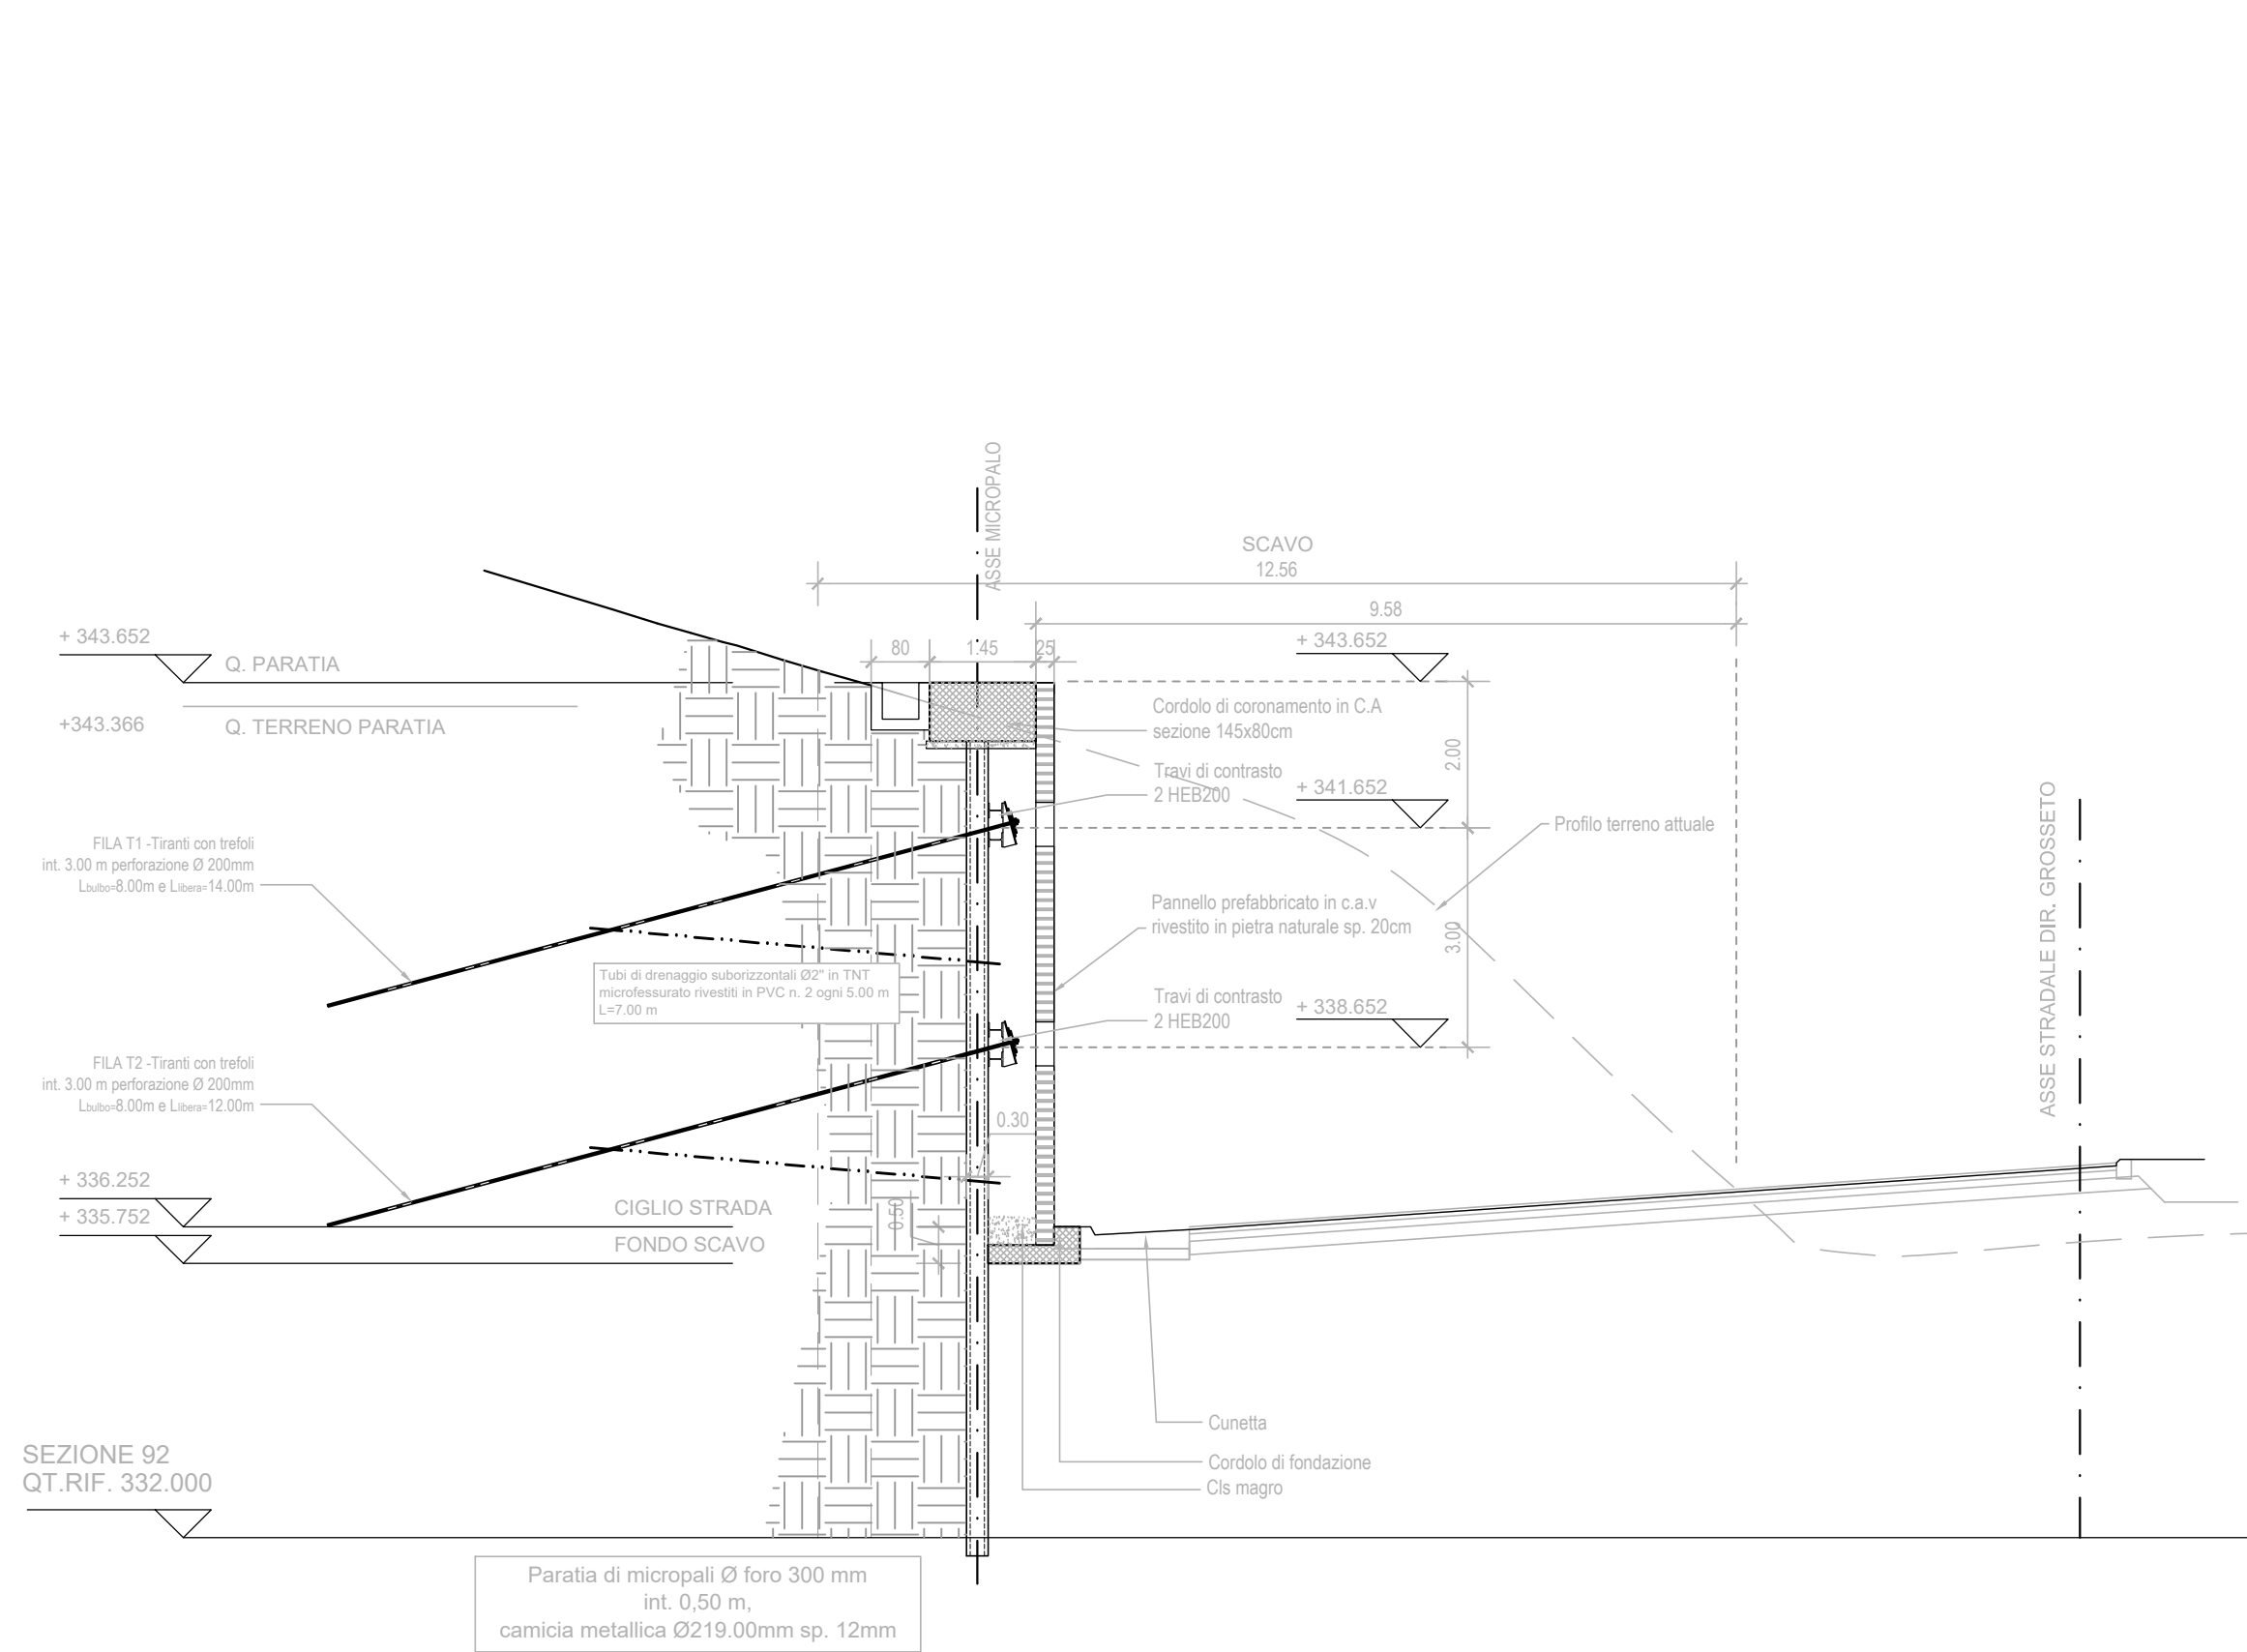 ASSE MICROPALO
SCAVO
12.56
9.58
+ 343.652
Q. PARATIA
80
1.45
25
+ 343.652
+343.366
Q. TERRENO PARATIA
Cordolo di coronamento in C.A
sezione 145x80cm
2.00
Travi di contrasto
2 HEB200
+ 341.652
Profilo terreno attuale
ASSE STRADALE DIR. GROSSETO
FILA T1 -Tiranti con trefoli
int. 3.00 m perforazione Ø 200mm
Lbulbo=8.00m e Llibera=14.00m
Pannello prefabbricato in c.a.v
rivestito in pietra naturale sp. 20cm
3.00
Tubi di drenaggio suborizzontali Ø2" in TNT
microfessurato rivestiti in PVC n. 2 ogni 5.00 m
L=7.00 m
Travi di contrasto
2 HEB200
+ 338.652
FILA T2 -Tiranti con trefoli
int. 3.00 m perforazione Ø 200mm
Lbulbo=8.00m e Llibera=12.00m
0.30
+ 336.252
CIGLIO STRADA
+ 335.752
FONDO SCAVO
0.50
Cunetta
Cordolo di fondazione
Cls magro
SEZIONE 92
QT.RIF. 332.000
Paratia di micropali Ø foro 300 mm
int. 0,50 m,
camicia metallica Ø219.00mm sp. 12mm